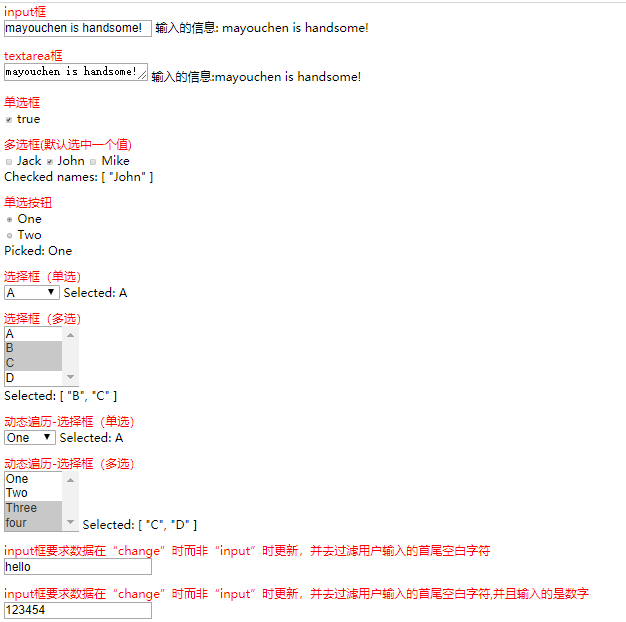 input框
mayouchen is handsome! 输入的信息: mayouchen is handsome!
textarea框
mayouchen is handsome! 输入的信息:mayouchen is handsome!
单选框
true
多选框(默认选中一个值)
Jack John Mike
Checked names: [ "John" ]
单选按钮
One
Two
Picked: One
选择框（单选）
A Selected: A
选择框（多选）
A
B
C
D
Selected: [ "B", "C" ]
动态遍历-选择框（单选）
One Selected: A
动态遍历-选择框（多选）
One
Two
Three
four Selected: [ "C", "D" ]
input框要求数据在“change”时而非“input”时更新，并去过滤用户输入的首尾空白字符
hello
input框要求数据在“change”时而非“input”时更新，并去过滤用户输入的首尾空白字符,并且输入的是数字
123454